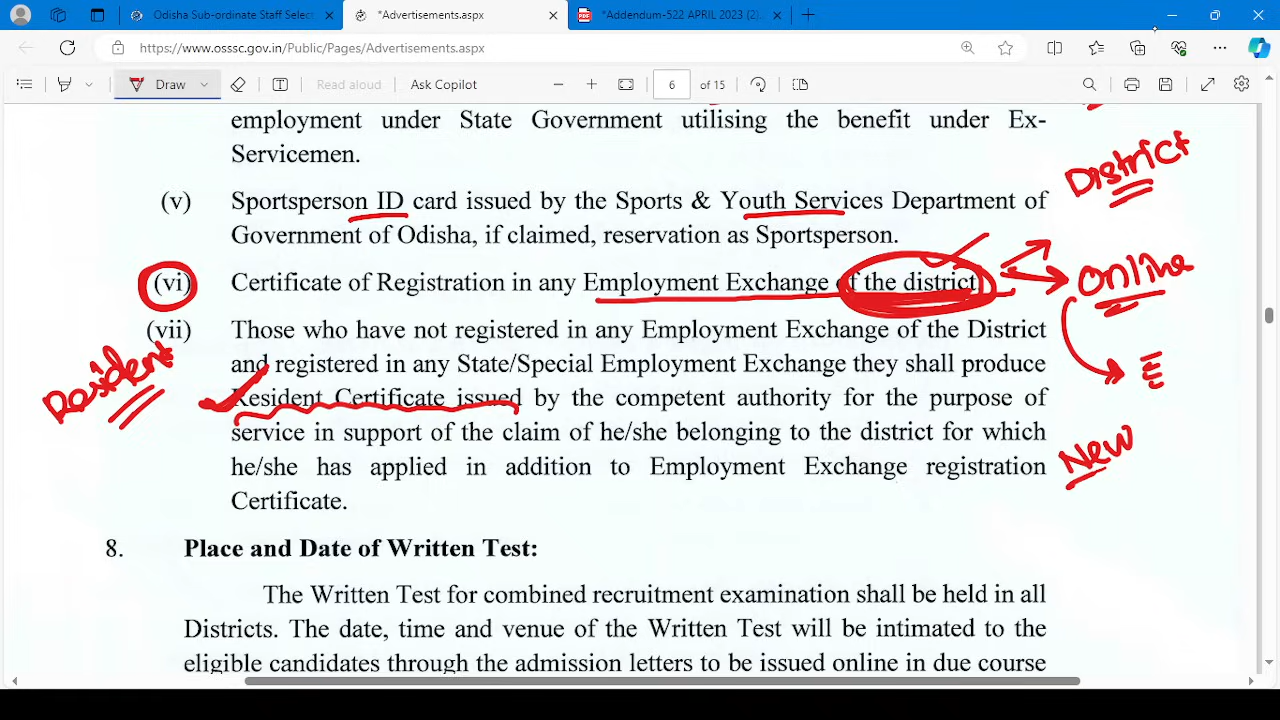 Odisha Sub-ordinate Staff Select
*Advertisements.aspx
*Addendum-522 APRIL 2023 (2).
https://www.osssc.gov.in/Public/Pages/Advertisements.aspx
Draw
Read aloud
Ask Copilot
6 of 15
employment under State Government utilising the benefit under Ex-
Servicemen.
District
(v) Sportsperson ID card issued by the Sports & Youth Services Department of
Government of Odisha, if claimed, reservation as Sportsperson.
(vi) Certificate of Registration in any Employment Exchange of the district
Online
(vii) Those who have not registered in any Employment Exchange of the District
and registered in any State/Special Employment Exchange they shall produce
Resident
E
Resident Certificate issued by the competent authority for the purpose of
service in support of the claim of he/she belonging to the district for which
New
he/she has applied in addition to Employment Exchange registration
Certificate.
8. Place and Date of Written Test:
The Written Test for combined recruitment examination shall be held in all
Districts. The date, time and venue of the Written Test will be intimated to the
eligible candidates through the admission letters to be issued online in due course